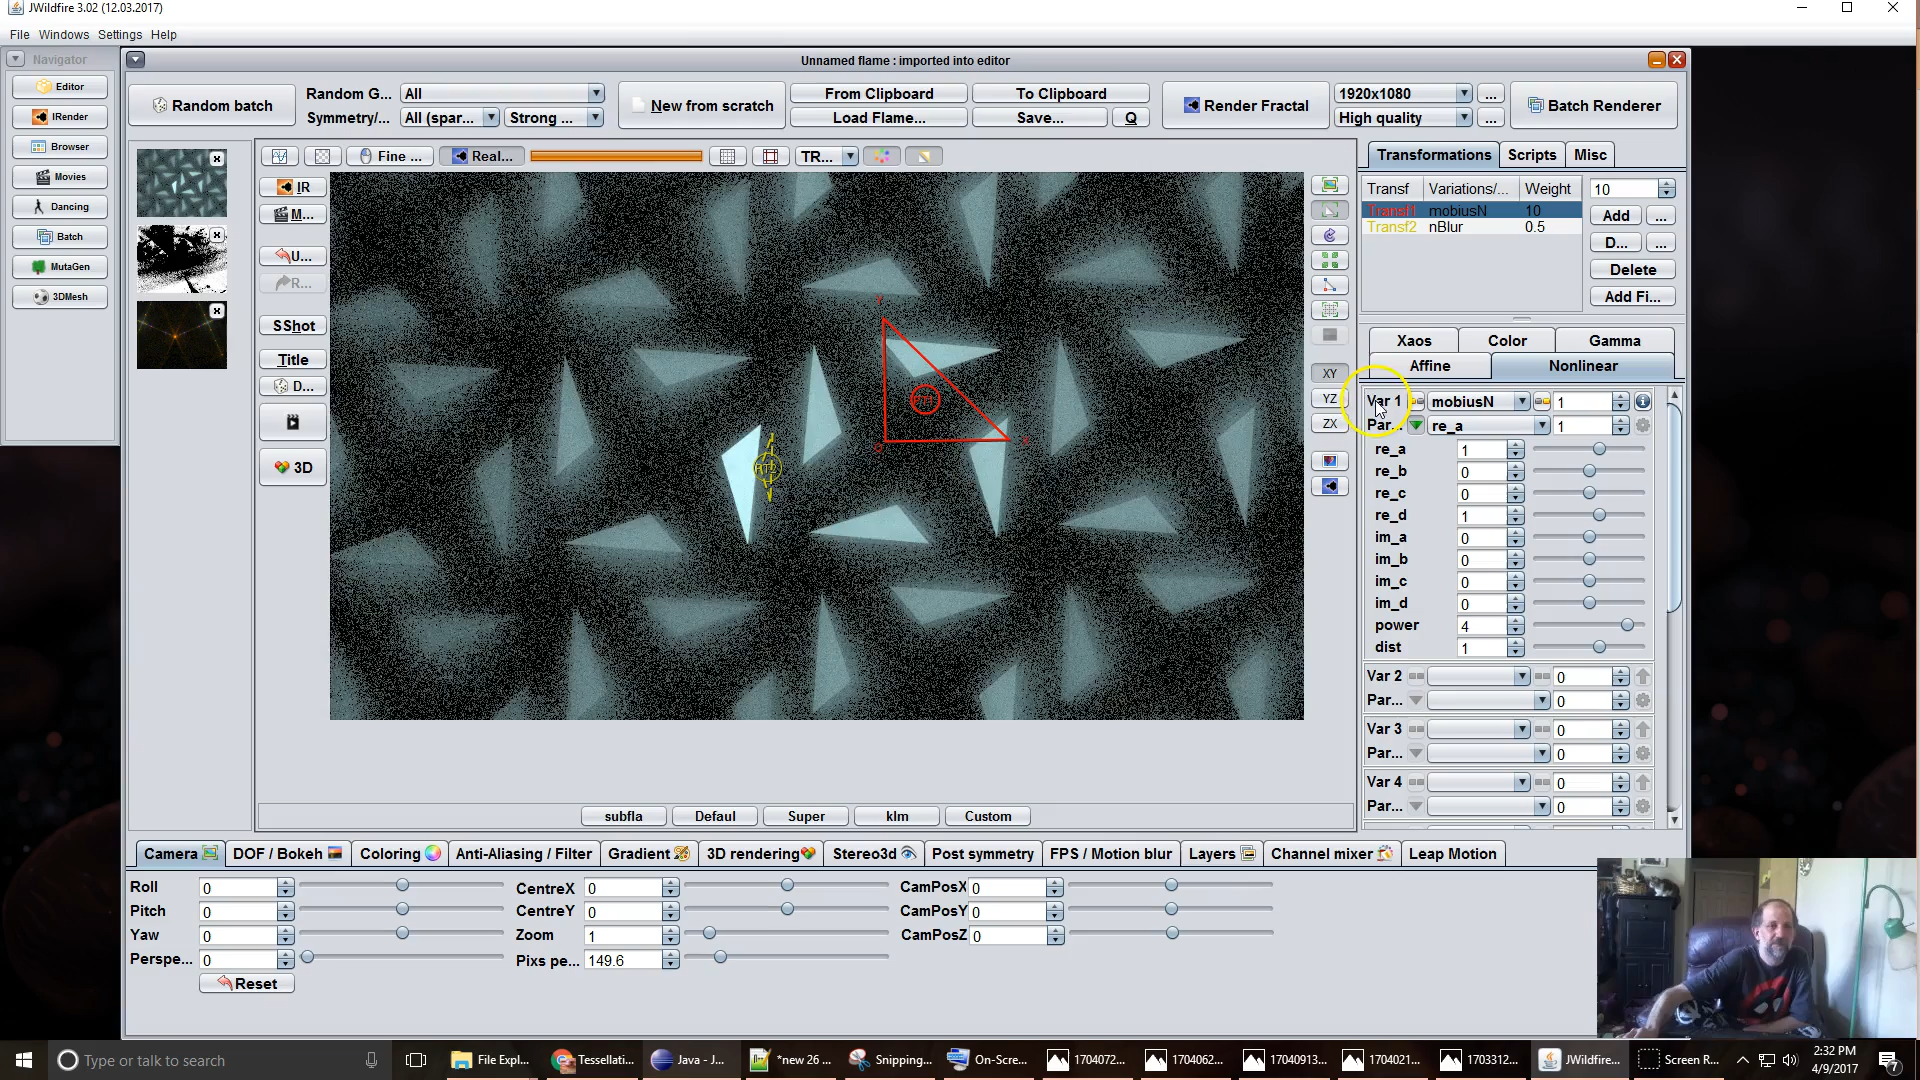 JWildfire 3.02 (12.03.2017)
File Windows Settings Help
Navigator
Editor
IRender
Browser
Movies
Dancing
Batch
MutaGen
3DMesh
Unnamed flame : imported into editor
Random batch
Random G... All
Symmetry/... All (spar... Strong ...
New from scratch
From Clipboard To Clipboard
Load Flame... Save... Q
Render Fractal
1920x1080 ...
High quality ...
Batch Renderer
Fine ... Real... TR...
IR
M...
U...
R...
SShot
Title
D...
3D
XY
YZ
ZX
Transformations Scripts Misc
Transf Variations/... Weight
Transf1 mobiusN 10
Transf2 nBlur 0.5
10
Add ...
D... ...
Delete
Add Fi...
Xaos Color Gamma
Affine Nonlinear
Var 1 mobiusN 1
Par... re_a 1
re_a 1
re_b 0
re_c 0
re_d 1
im_a 0
im_b 0
im_c 0
im_d 0
power 4
dist 1
Var 2 0
Par... 0
Var 3 0
Par... 0
Var 4 0
Par... 0
subfla Defaul Super klm Custom
Camera DOF / Bokeh Coloring Anti-Aliasing / Filter Gradient 3D rendering Stereo3d Post symmetry FPS / Motion blur Layers Channel mixer Leap Motion
Roll 0 CentreX 0 CamPosX 0
Pitch 0 CentreY 0 CamPosY 0
Yaw 0 Zoom 1 CamPosZ 0
Perspe... 0 Pixs pe... 149.6
Reset
Type or talk to search
File Expl... Tessellati... Java - J... *new 26 ... Snipping... On-Scre... 1704072... 1704062... 17040913... 1704021... 1703312... JWildfire... Screen R...
2:32 PM
4/9/2017
7